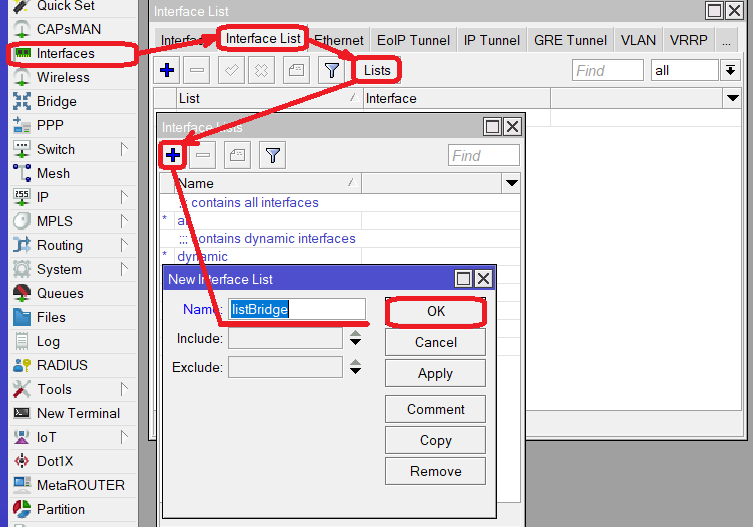 Quick Set
CAPsMAN
Interfaces
Wireless
Bridge
PPP
Switch
Mesh
IP
MPLS
Routing
System
Queues
Files
Log
RADIUS
Tools
New Terminal
IoT
Dot1X
MetaROUTER
Partition
Interface List
Interface List Ethernet EoIP Tunnel IP Tunnel GRE Tunnel VLAN VRRP ...
Lists Find all
List Interface
Interface Lists
Find
Name
;;; contains all interfaces
* all
;;; contains dynamic interfaces
* dynamic
New Interface List
Name: listBridge OK
Include: Cancel
Exclude: Apply
Comment
Copy
Remove